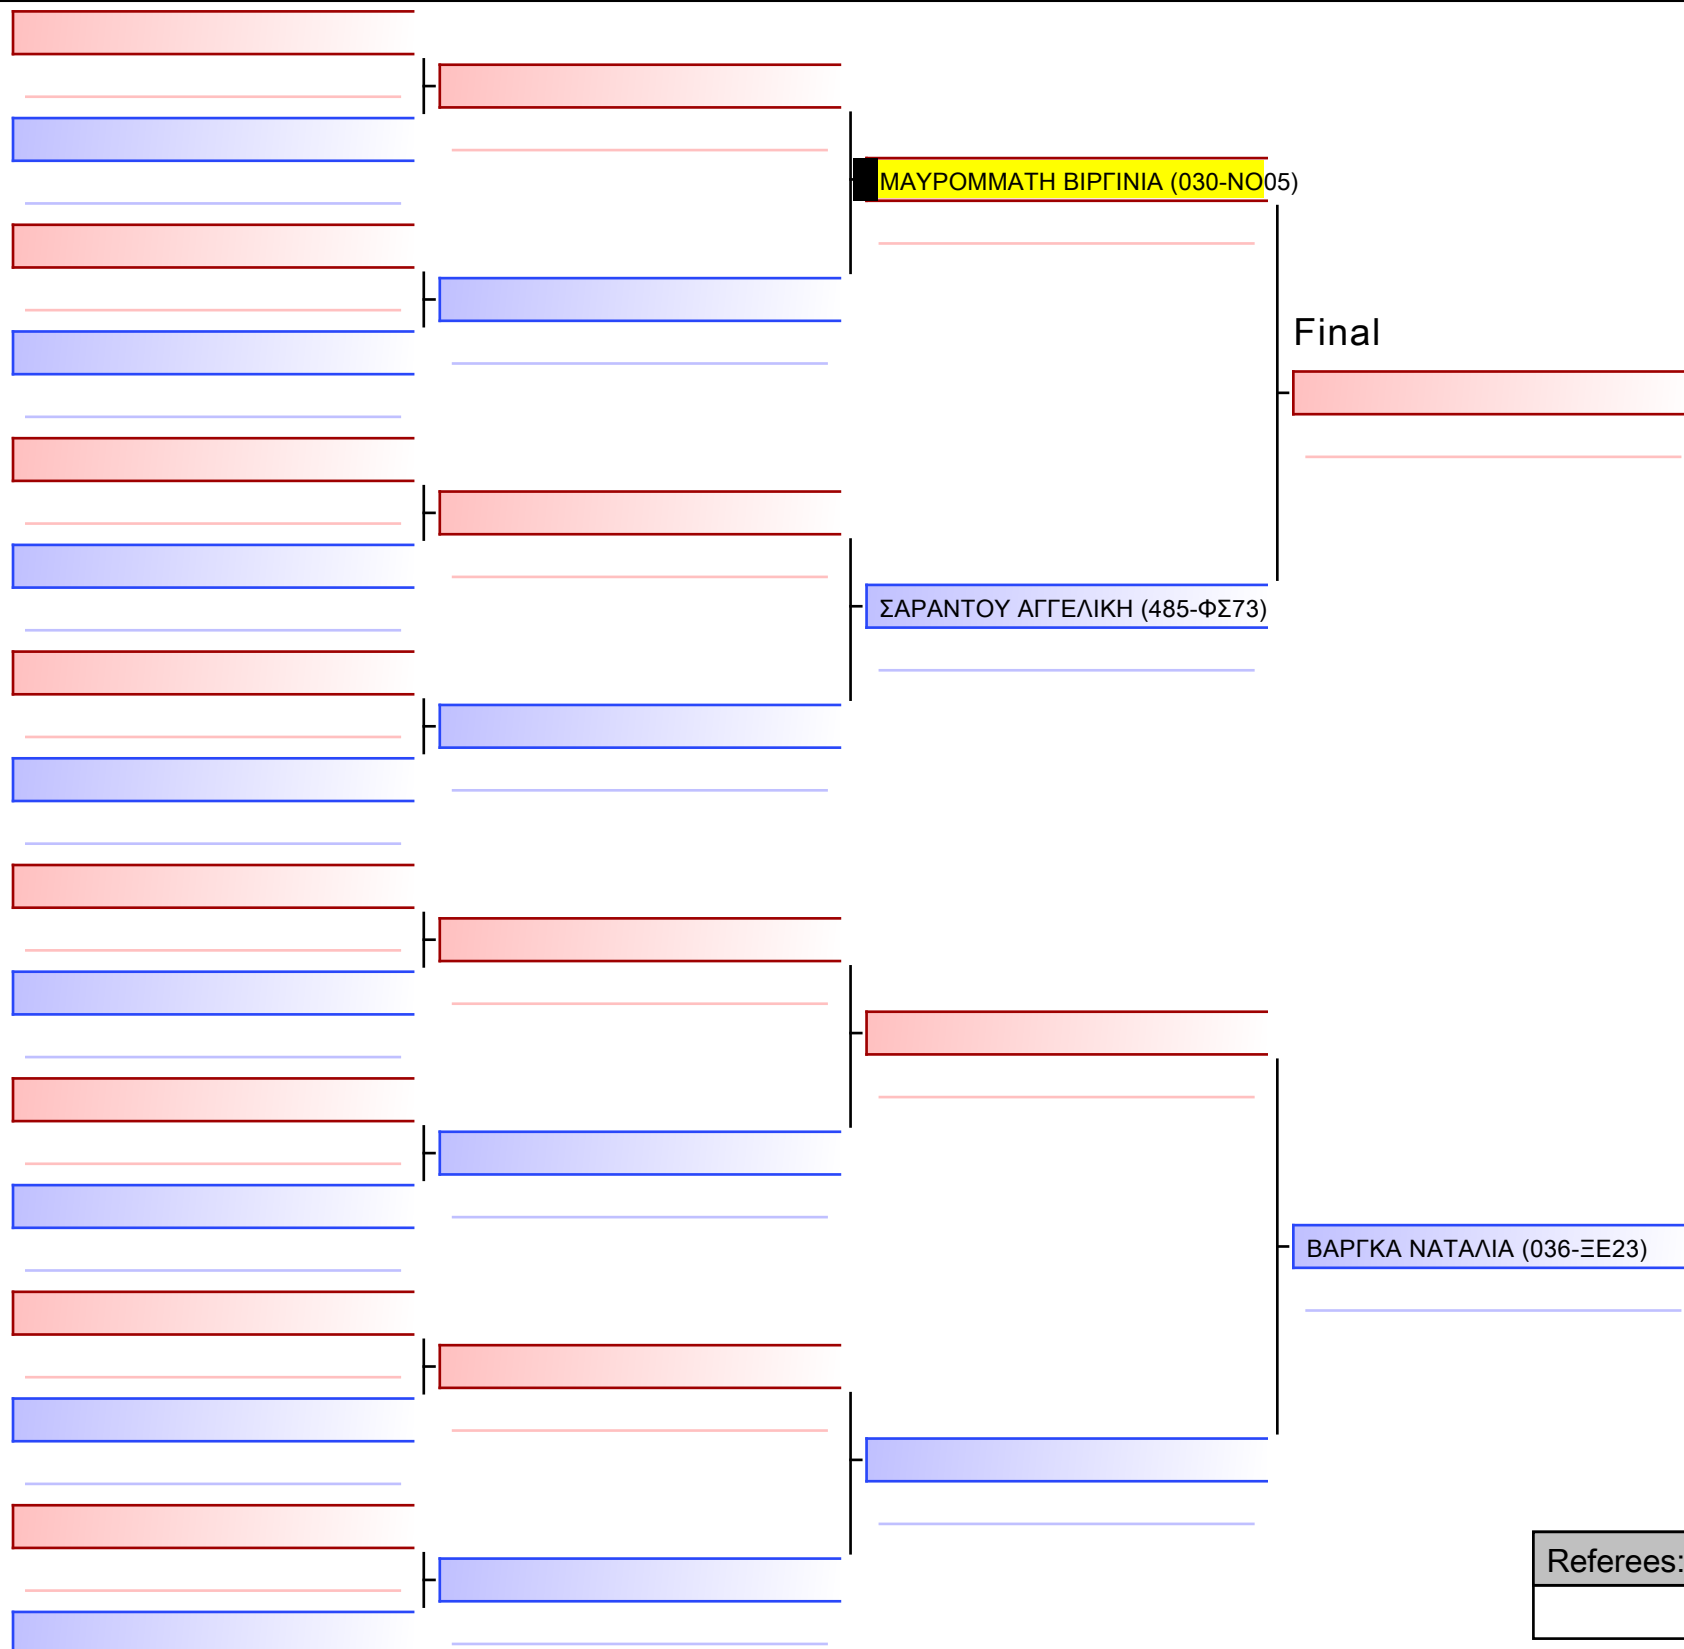 ΜΑΥΡΟΜΜΑΤΗ ΒΙΡΓΙΝΙΑ (030-ΝΟ05)
Final
ΣΑΡΑΝΤΟΥ ΑΓΓΕΛΙΚΗ (485-ΦΣ73)
ΒΑΡΓΚΑ ΝΑΤΑΛΙΑ (036-ΞΕ23)
Referees: